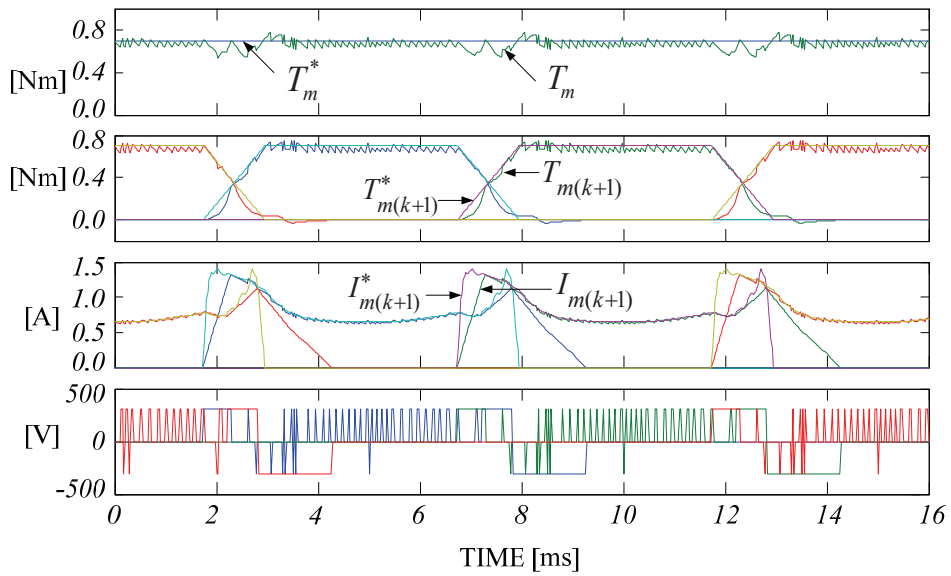 0.8
[Nm]
0.4
0.0
T*m
Tm
0.8
[Nm]
0.4
0.0
T*m(k+1)
Tm(k+1)
1.5
1.0
[A]
0.5
0.0
I*m(k+1)
Im(k+1)
500
[V]
0
-500
0 2 4 6 8 10 12 14 16
TIME [ms]